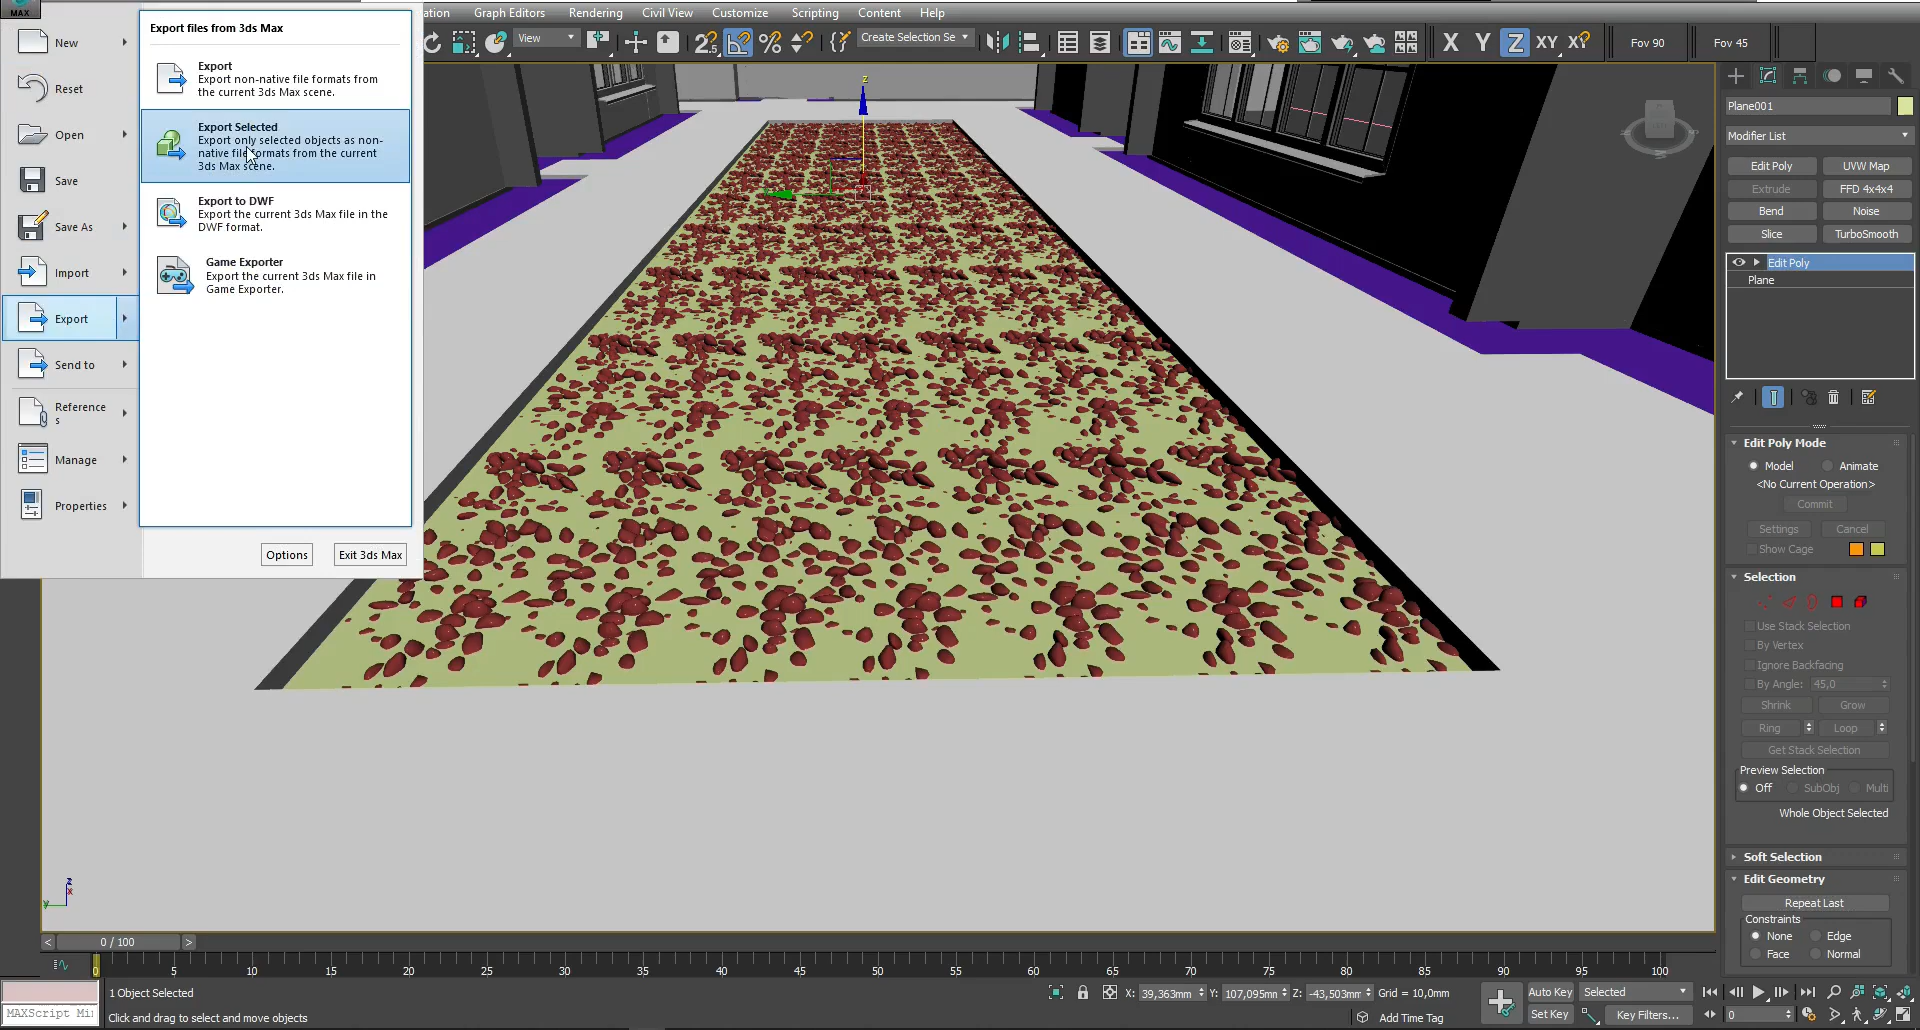 MAX
ation
Graph Editors
Rendering
Civil View
Customize
Scripting
Content
Help
View
Create Selection Se
X
Y
Z
XY
Fov 90
Fov 45
New
Reset
Open
Save
Save As
Import
Export
Send to
Reference
s
Manage
Properties
Export files from 3ds Max
Export
Export non-native file formats from
the current 3ds Max scene.
Export Selected
Export only selected objects as non-
native file formats from the current
3ds Max scene.
Export to DWF
Export the current 3ds Max file in the
DWF format.
Game Exporter
Export the current 3ds Max file in
Game Exporter.
Options
Exit 3ds Max
z
Plane001
Modifier List
Edit Poly
UVW Map
Extrude
FFD 4x4x4
Bend
Noise
Slice
TurboSmooth
Edit Poly
Plane
Edit Poly Mode
Model
Animate
<No Current Operation>
Commit
Settings
Cancel
Show Cage
Selection
Use Stack Selection
By Vertex
Ignore Backfacing
By Angle:
45,0
Shrink
Grow
Ring
Loop
Get Stack Selection
Preview Selection
Off
SubObj
Multi
Whole Object Selected
Soft Selection
Edit Geometry
Repeat Last
Constraints
None
Edge
Face
Normal
z
x
y
<
0 / 100
>
0
5
10
15
20
25
30
35
40
45
50
55
60
65
70
75
80
85
90
95
100
1 Object Selected
X: 39,363mm
Y: 107,095mm
Z: -43,503mm
Grid = 10,0mm
Auto Key
Selected
MAXScript Mi
Click and drag to select and move objects
Add Time Tag
Set Key
Key Filters...
0